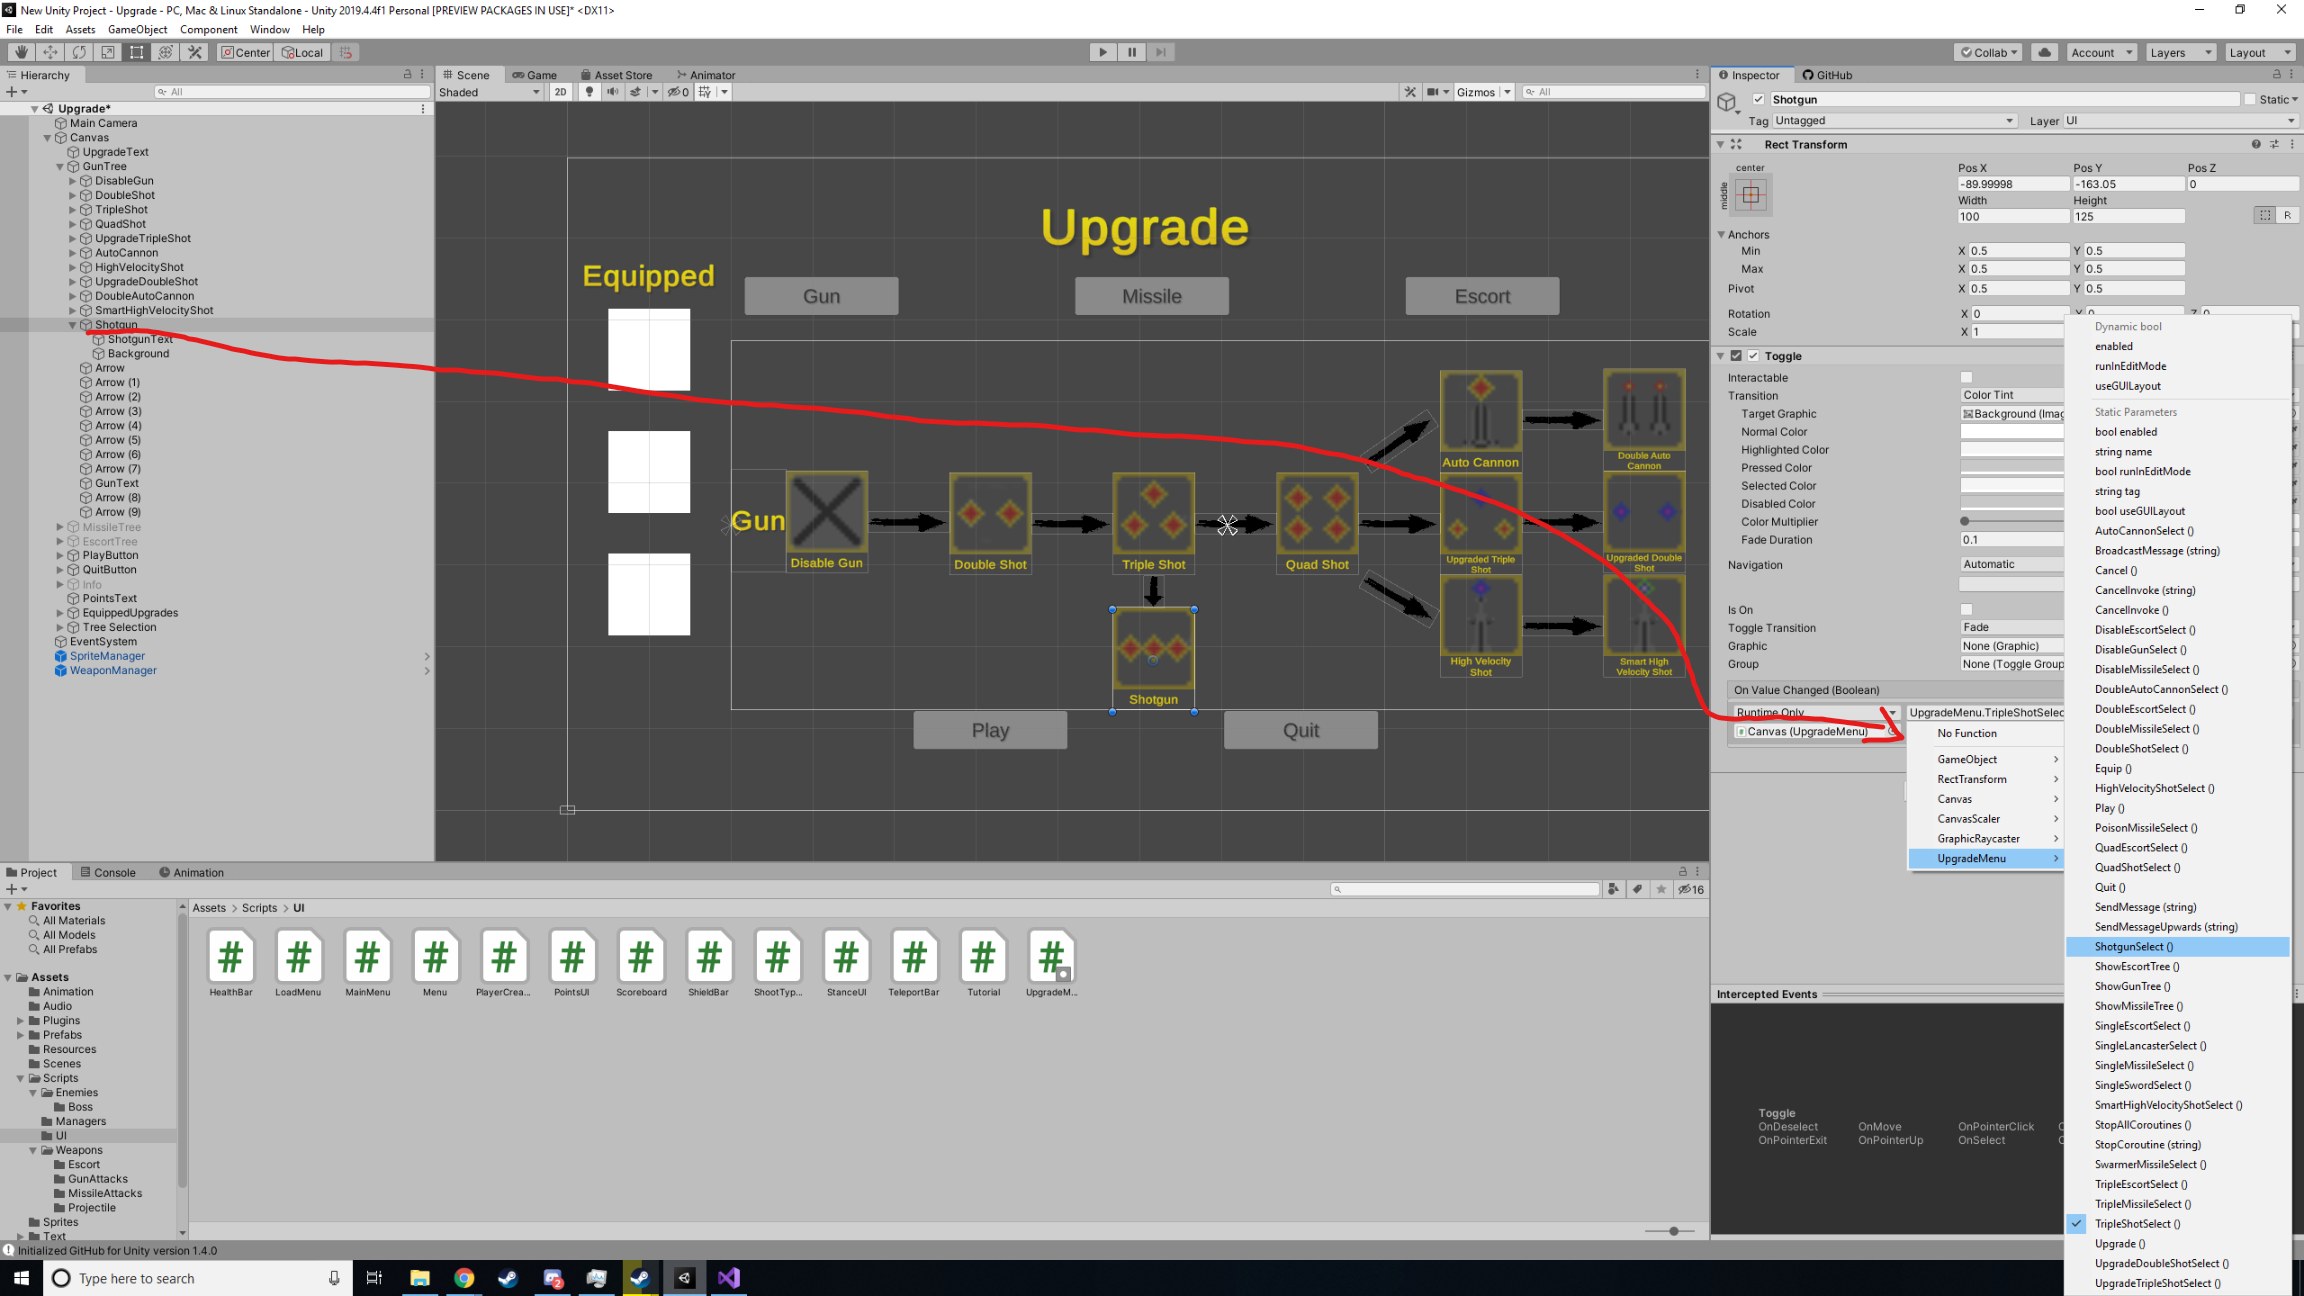 New Unity Project - Upgrade - PC, Mac & Linux Standalone - Unity 2019.4.4f1 Personal [PREVIEW PACKAGES IN USE]* <DX11>
File Edit Assets GameObject Component Window Help
Center Local
Collab Account Layers Layout
Hierarchy
All
Upgrade*
Main Camera
Canvas
UpgradeText
GunTree
DisableGun
DoubleShot
TripleShot
QuadShot
UpgradeTripleShot
AutoCannon
HighVelocityShot
UpgradeDoubleShot
DoubleAutoCannon
SmartHighVelocityShot
Shotgun
ShotgunText
Background
Arrow
Arrow (1)
Arrow (2)
Arrow (3)
Arrow (4)
Arrow (5)
Arrow (6)
Arrow (7)
GunText
Arrow (8)
Arrow (9)
MissileTree
EscortTree
PlayButton
QuitButton
Info
PointsText
EquippedUpgrades
Tree Selection
EventSystem
SpriteManager
WeaponManager
Scene Game Asset Store Animator
Shaded 2D 0 Gizmos All
Upgrade
Equipped
Gun Missile Escort
Auto Cannon
Double Auto
Cannon
Gun
Disable Gun
Double Shot
Triple Shot
Quad Shot
Upgraded Triple
Shot
Upgraded Double
Shot
High Velocity
Shot
Smart High
Velocity Shot
Shotgun
Play Quit
Inspector GitHub
Shotgun Static
Tag Untagged Layer UI
Rect Transform
center
middle
Pos X Pos Y Pos Z
-89.99998 -163.05 0
Width Height
100 125
R
Anchors
Min X 0.5 Y 0.5
Max X 0.5 Y 0.5
Pivot X 0.5 Y 0.5
Rotation X 0 Y 0 Z 0
Scale X 1
Toggle
Interactable
Transition Color Tint
Target Graphic Background (Imag
Normal Color
Highlighted Color
Pressed Color
Selected Color
Disabled Color
Color Multiplier
Fade Duration 0.1
Navigation Automatic
Is On
Toggle Transition Fade
Graphic None (Graphic)
Group None (Toggle Group
On Value Changed (Boolean)
Runtime Only UpgradeMenu.TripleShotSelec
Canvas (UpgradeMenu)
No Function
GameObject
RectTransform
Canvas
CanvasScaler
GraphicRaycaster
UpgradeMenu
Dynamic bool
enabled
runInEditMode
useGUILayout
Static Parameters
bool enabled
string name
bool runInEditMode
string tag
bool useGUILayout
AutoCannonSelect ()
BroadcastMessage (string)
Cancel ()
CancelInvoke (string)
CancelInvoke ()
DisableEscortSelect ()
DisableGunSelect ()
DisableMissileSelect ()
DoubleAutoCannonSelect ()
DoubleEscortSelect ()
DoubleMissileSelect ()
DoubleShotSelect ()
Equip ()
HighVelocityShotSelect ()
Play ()
PoisonMissileSelect ()
QuadEscortSelect ()
QuadShotSelect ()
Quit ()
SendMessage (string)
SendMessageUpwards (string)
ShotgunSelect ()
ShowEscortTree ()
ShowGunTree ()
ShowMissileTree ()
SingleEscortSelect ()
SingleLancasterSelect ()
SingleMissileSelect ()
SingleSwordSelect ()
SmartHighVelocityShotSelect ()
StopAllCoroutines ()
StopCoroutine (string)
SwarmerMissileSelect ()
TripleEscortSelect ()
TripleMissileSelect ()
TripleShotSelect ()
Upgrade ()
UpgradeDoubleShotSelect ()
UpgradeTripleShotSelect ()
Intercepted Events
Toggle
OnDeselect OnMove OnPointerClick
OnPointerExit OnPointerUp OnSelect
Project Console Animation
16
Favorites
All Materials
All Models
All Prefabs
Assets
Animation
Audio
Plugins
Prefabs
Resources
Scenes
Scripts
Enemies
Boss
Managers
UI
Weapons
Escort
GunAttacks
MissileAttacks
Projectile
Sprites
Text
Assets > Scripts > UI
HealthBar LoadMenu MainMenu Menu PlayerCrea... PointsUI Scoreboard ShieldBar ShootTyp... StanceUI TeleportBar Tutorial UpgradeM...
Initialized GitHub for Unity version 1.4.0
Type here to search
2